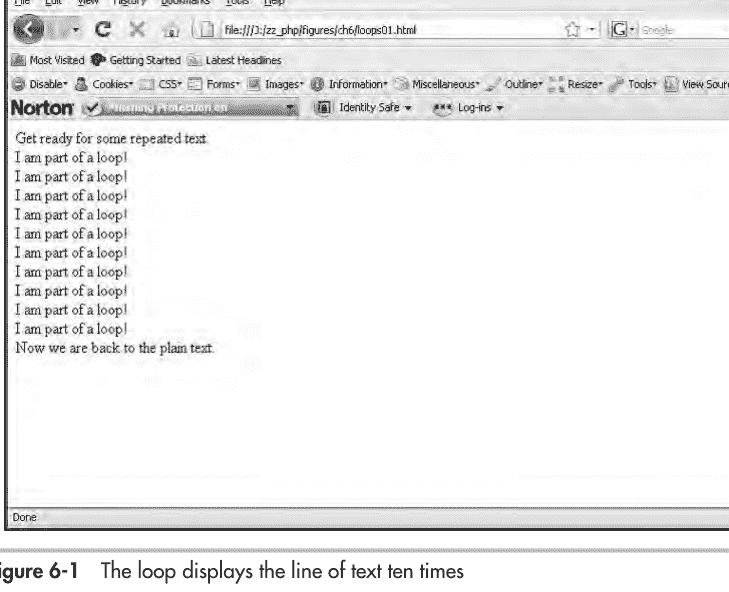 File Edit View History Bookmarks Tools Help
file:///J:/zz_php/figures/ch6/loops01.html
G Google
Most Visited Getting Started Latest Headlines
Disable Cookies CSS Forms Images Information Miscellaneous Outline Resize Tools View Sour
Norton Phishing Protection on Identity Safe Log-ins
Get ready for some repeated text.
I am part of a loop!
I am part of a loop!
I am part of a loop!
I am part of a loop!
I am part of a loop!
I am part of a loop!
I am part of a loop!
I am part of a loop!
I am part of a loop!
I am part of a loop!
Now we are back to the plain text.
Done
igure 6-1 The loop displays the line of text ten times